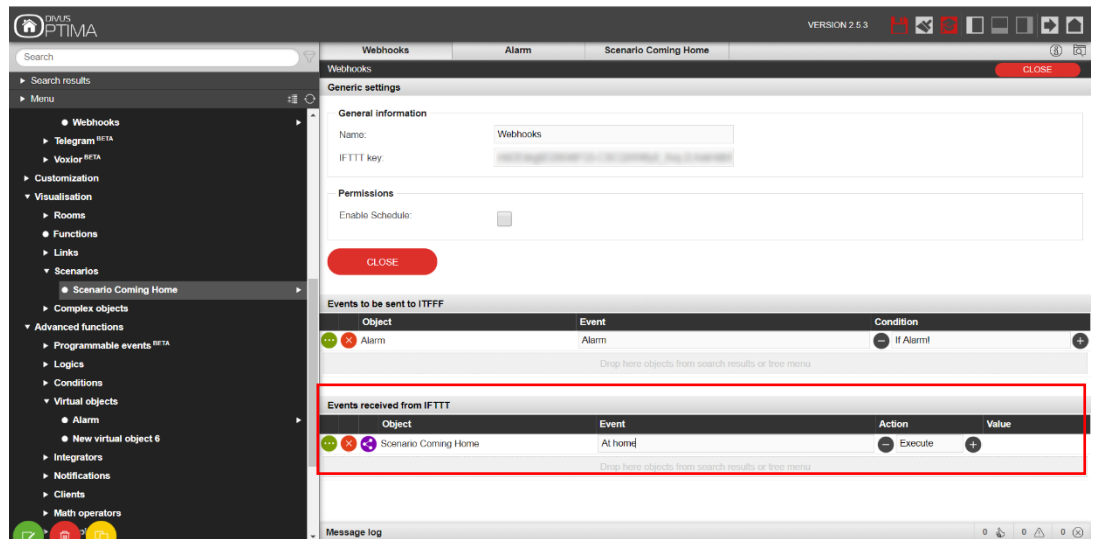 DIVUS
OPTIMA
VERSION 2.5.3
Search
Webhooks Alarm Scenario Coming Home
Webhooks CLOSE
Search results
Menu
Generic settings
Webhooks
Telegram BETA
Voxior BETA
Customization
Visualisation
Rooms
Functions
Links
Scenarios
Scenario Coming Home
Complex objects
Advanced functions
Programmable events BETA
Logics
Conditions
Virtual objects
Alarm
New virtual object 6
Integrators
Notifications
Clients
Math operators
General information
Name: Webhooks
IFTTT key:
Permissions
Enable Schedule:
CLOSE
Events to be sent to ITFFF
Object Event Condition
Alarm Alarm If Alarm!
Drop here objects from search results or tree menu
Events received from IFTTT
Object Event Action Value
Scenario Coming Home At home Execute
Drop here objects from search results or tree menu
Message log 0 0 0